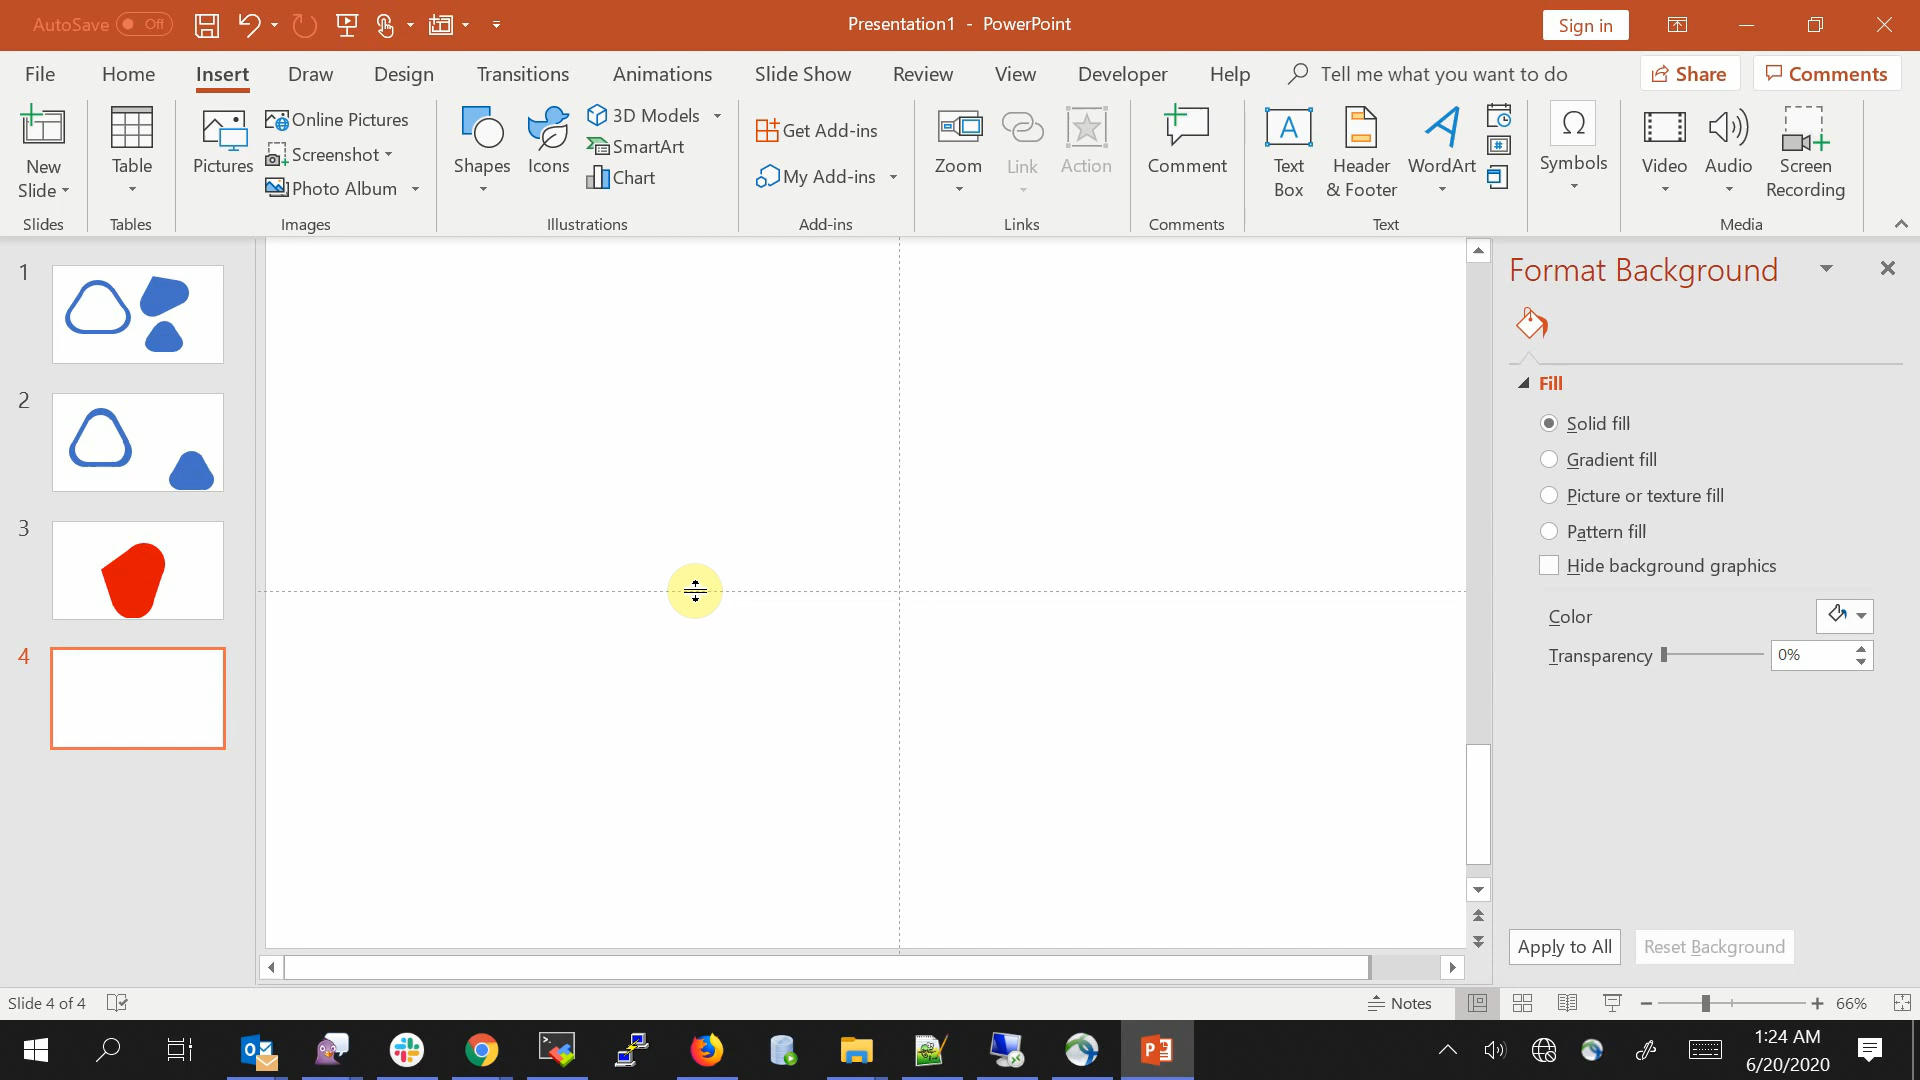 AutoSave Off
Presentation1 - PowerPoint
Sign in
File Home Insert Draw Design Transitions Animations Slide Show Review View Developer Help Tell me what you want to do
Share Comments
New
Slide
Slides
Table
Tables
Pictures
Online Pictures
Screenshot
Photo Album
Images
Shapes
Icons
3D Models
SmartArt
Chart
Illustrations
Get Add-ins
My Add-ins
Add-ins
Zoom
Link
Action
Links
Comment
Comments
Text
Box
Header
& Footer
WordArt
Text
Symbols
Video
Audio
Screen
Recording
Media
1
2
3
4
Format Background
Fill
Solid fill
Gradient fill
Picture or texture fill
Pattern fill
Hide background graphics
Color
Transparency 0%
Apply to All Reset Background
Slide 4 of 4
Notes
66%
1:24 AM
6/20/2020